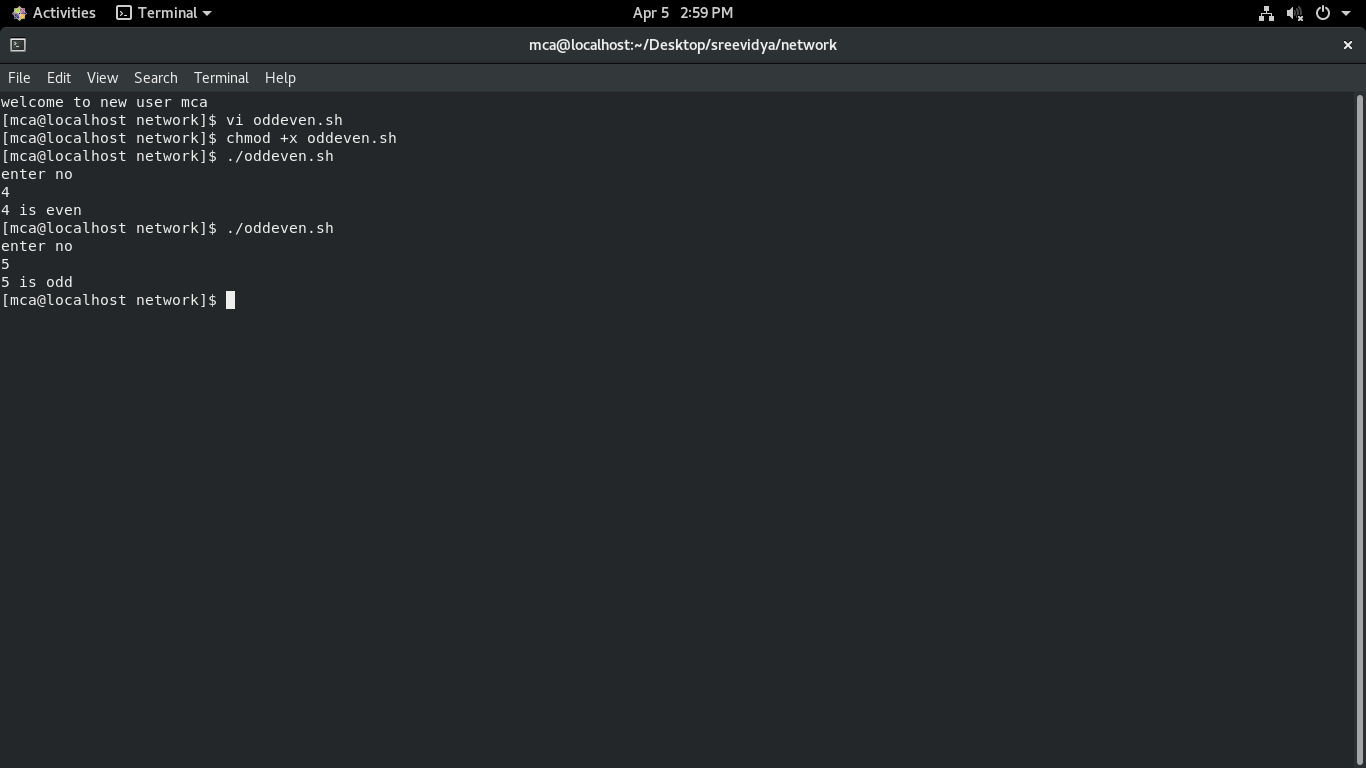 Activities Terminal Apr 5 2:59 PM
mca@localhost:~/Desktop/sreevidya/network
File Edit View Search Terminal Help
welcome to new user mca
[mca@localhost network]$ vi oddeven.sh
[mca@localhost network]$ chmod +x oddeven.sh
[mca@localhost network]$ ./oddeven.sh
enter no
4
4 is even
[mca@localhost network]$ ./oddeven.sh
enter no
5
5 is odd
[mca@localhost network]$